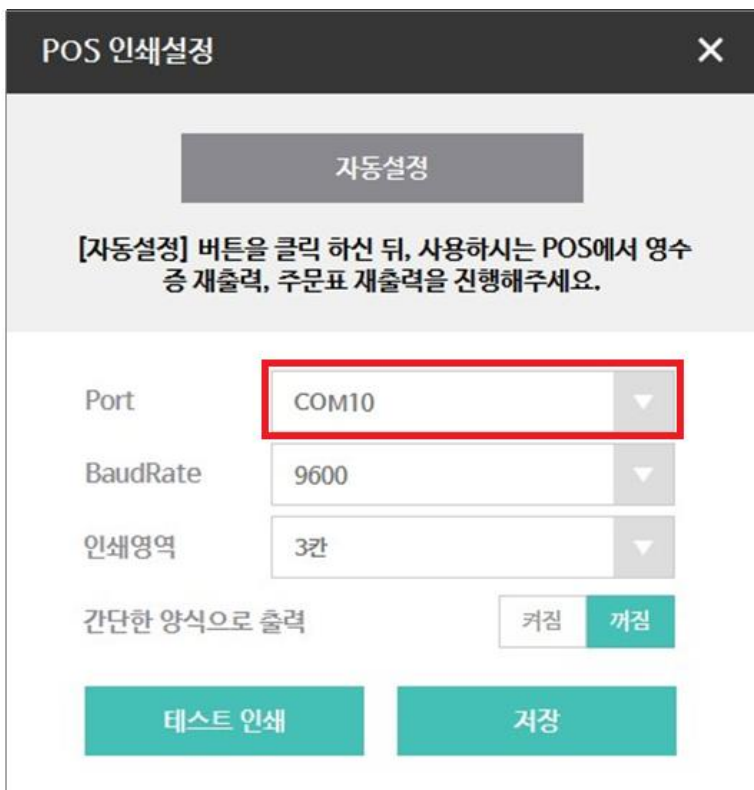 POS 인쇄설정
자동설정
[자동설정] 버튼을 클릭 하신 뒤, 사용하시는 POS에서 영수
증 재출력, 주문표 재출력을 진행해주세요.
Port COM10
BaudRate 9600
인쇄영역 3칸
간단한 양식으로 출력 켜짐 꺼짐
테스트 인쇄 저장